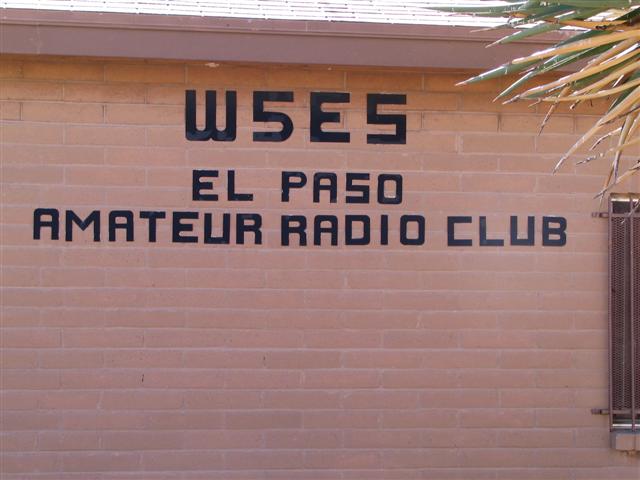 W5ES
EL PASO
AMATEUR RADIO CLUB